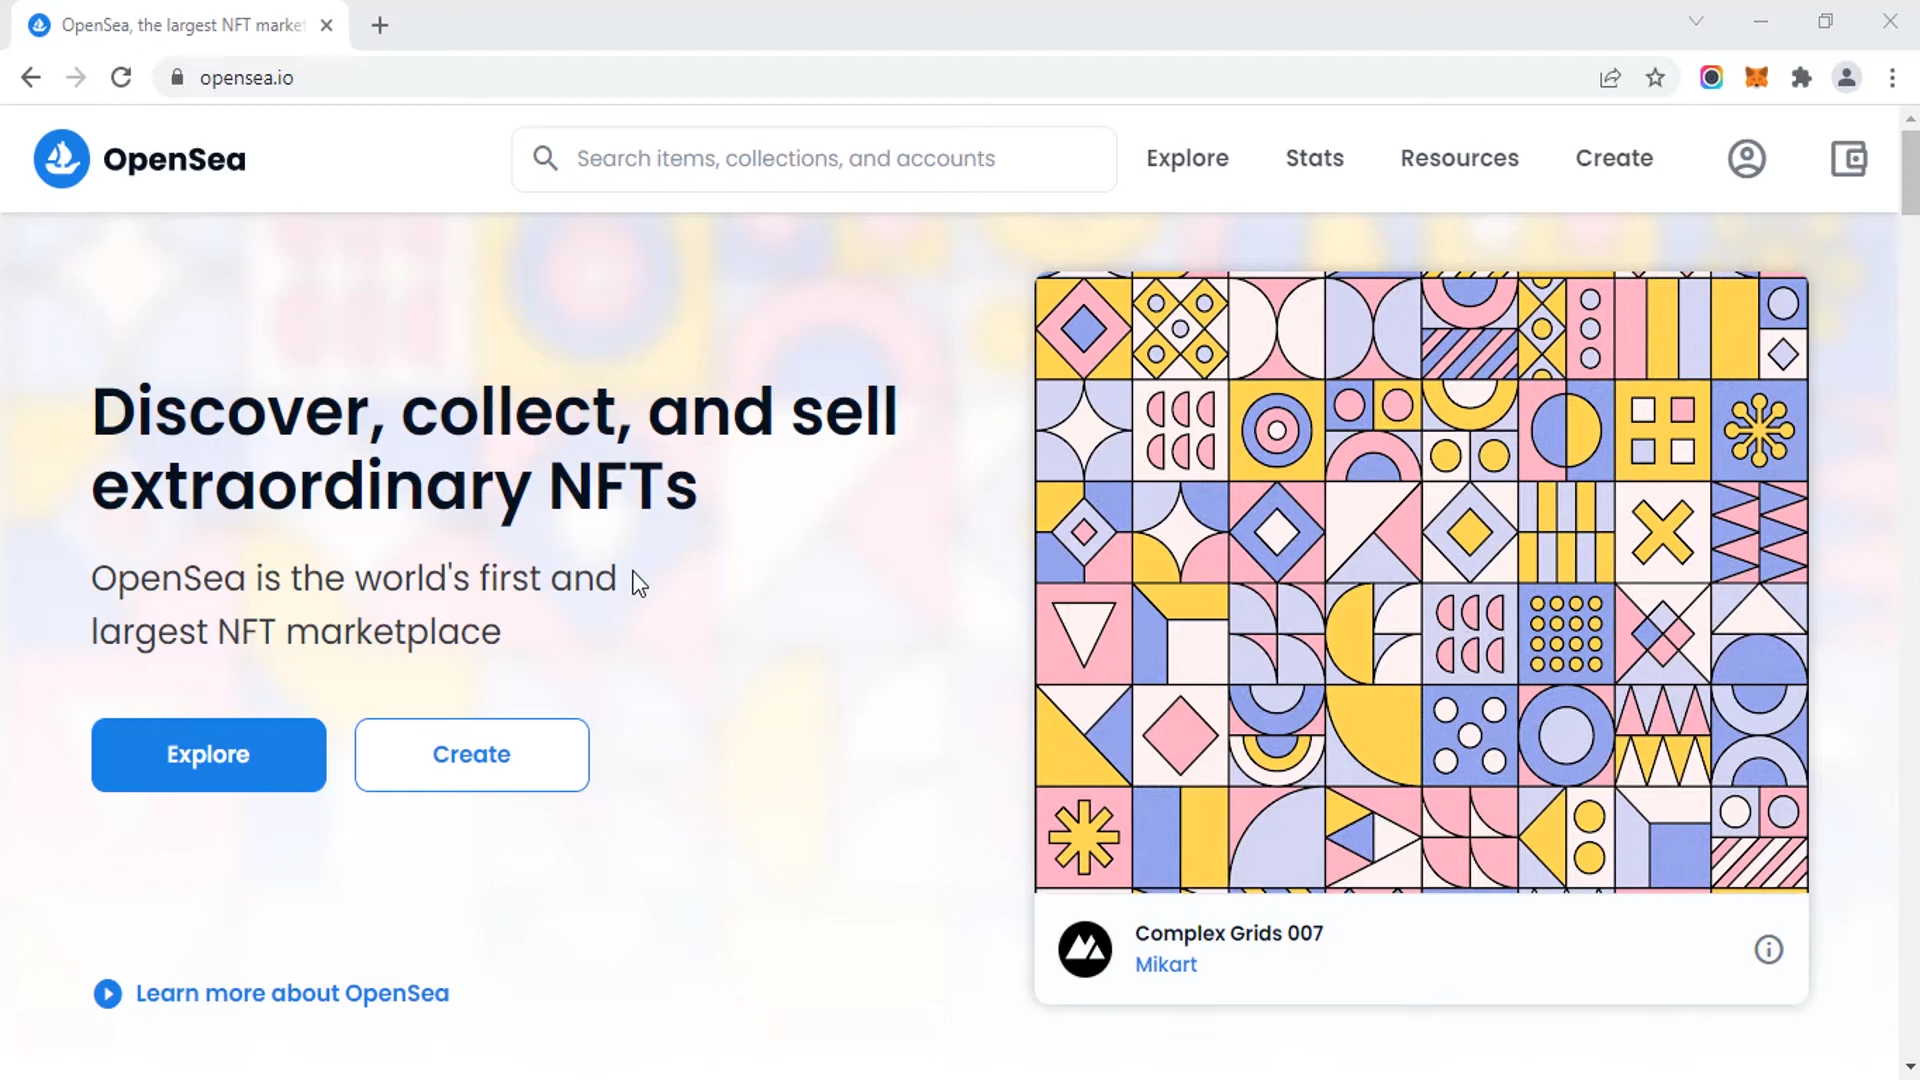 OpenSea, the largest NFT marke
opensea.io
OpenSea
Search items, collections, and accounts
Explore
Stats
Resources
Create
Discover, collect, and sell
extraordinary NFTs
OpenSea is the world's first and
largest NFT marketplace
Explore
Create
Learn more about OpenSea
Complex Grids 007
Mikart